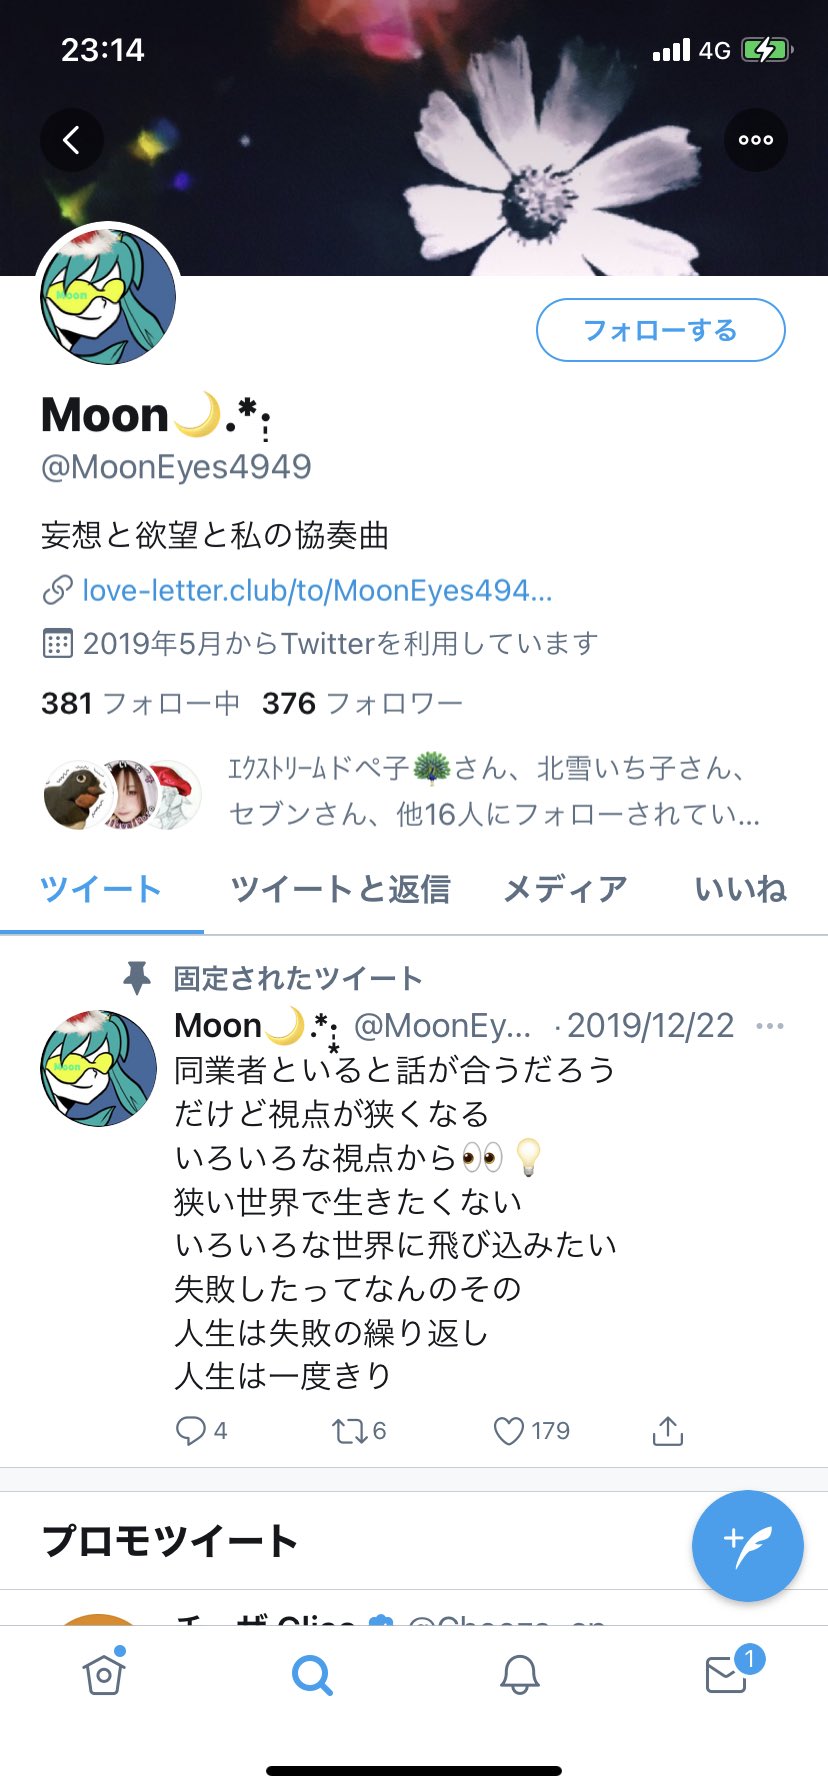 23:14
4G
Moon
フォローする
Moon🌙.*⡱
@MoonEyes4949
妄想と欲望と私の協奏曲
love-letter.club/to/MoonEyes494...
2019年5月からTwitterを利用しています
381 フォロー中 376 フォロワー
ｴｸｽﾄﾘｰﾑドペ子🦚さん、北雪いち子さん、
セブンさん、他16人にフォローされてい...
ツイート ツイートと返信 メディア いいね
固定されたツイート
Moon🌙.*⡱ @MoonEy... ·2019/12/22
Moon
同業者といると話が合うだろう
だけど視点が狭くなる
いろいろな視点から👀💡
狭い世界で生きたくない
いろいろな世界に飛び込みたい
失敗したってなんのその
人生は失敗の繰り返し
人生は一度きり
4 6 179
プロモツイート
1